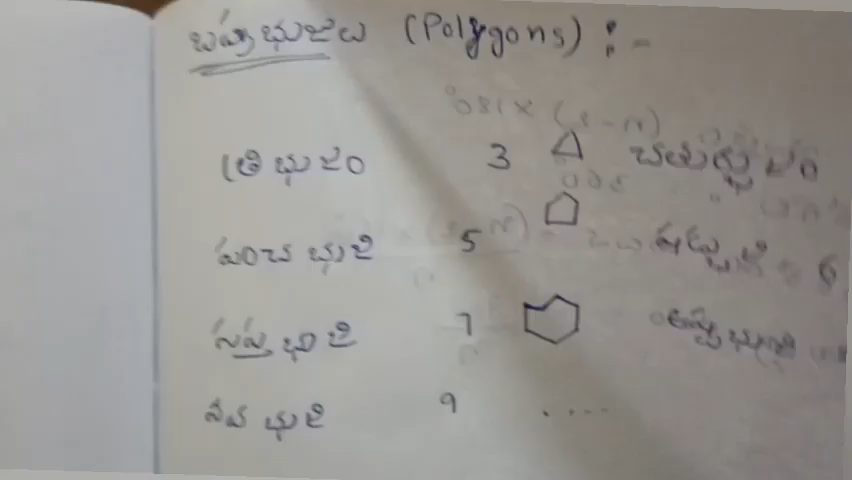 బహుభుజులు (Polygons) :-
త్రిభుజం 3 చతుర్భుజం
పంచభుజి 5 షడ్భుజి 6
సప్తభుజి 7 అష్టభుజి
నవభుజి 9 ....